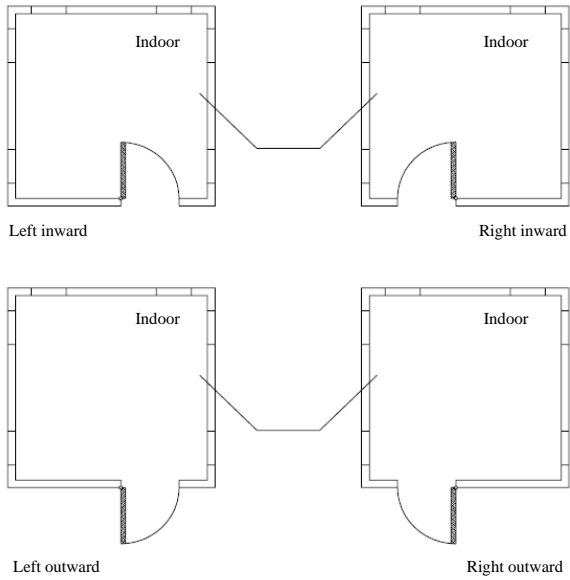 Indoor
Indoor
Left inward
Right inward
Indoor
Indoor
Left outward
Right outward